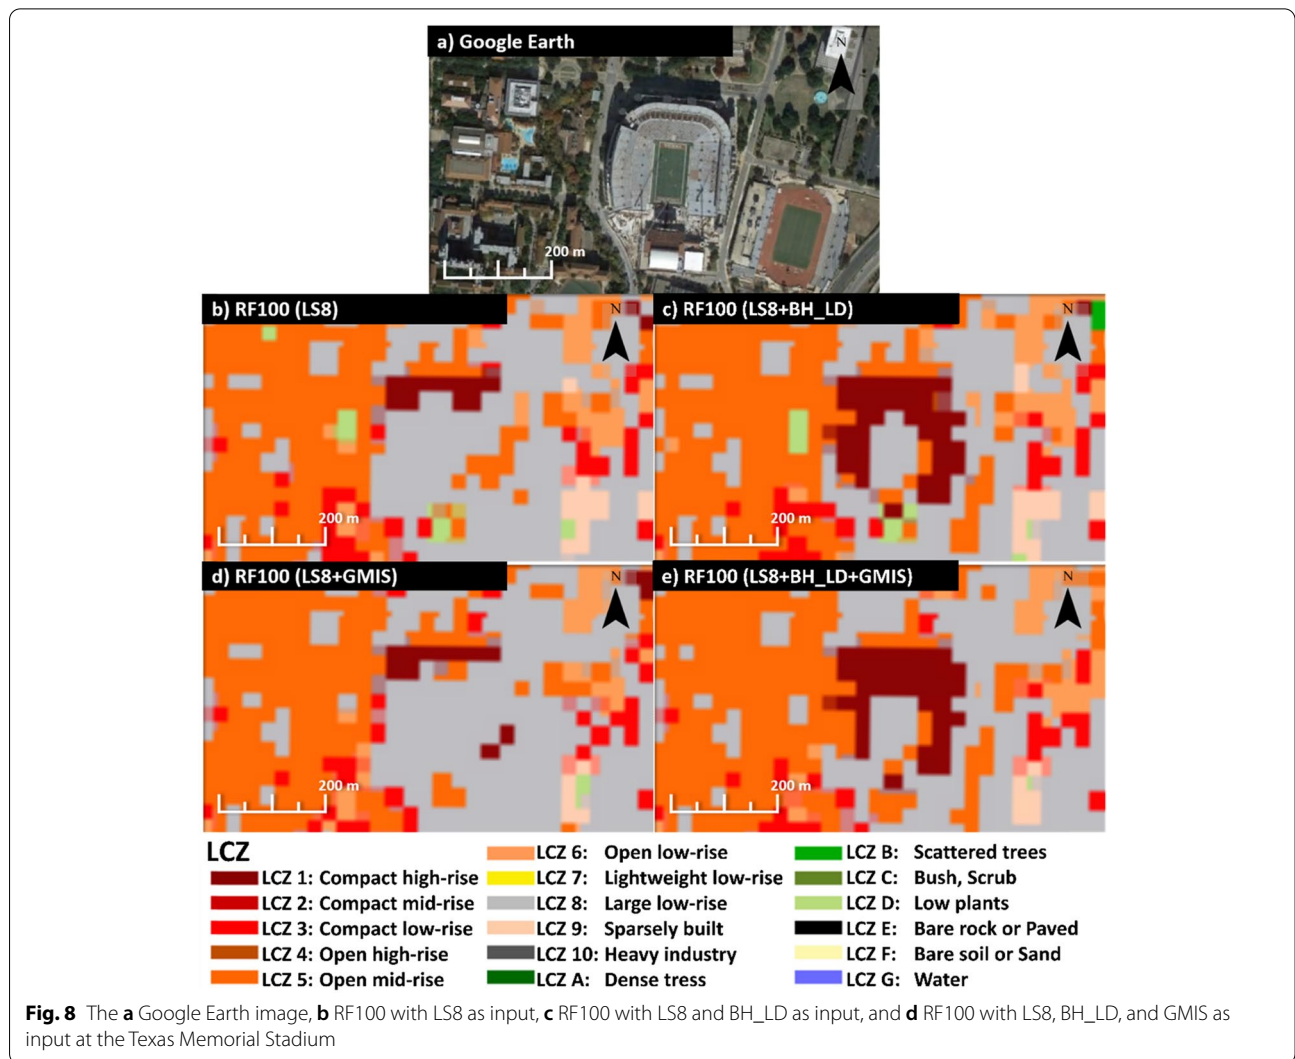 a) Google Earth
N
200 m
b) RF100 (LS8)
N
200 m
c) RF100 (LS8+BH_LD)
N
200 m
d) RF100 (LS8+GMIS)
N
200 m
e) RF100 (LS8+BH_LD+GMIS)
N
200 m
LCZ
LCZ 1: Compact high-rise
LCZ 2: Compact mid-rise
LCZ 3: Compact low-rise
LCZ 4: Open high-rise
LCZ 5: Open mid-rise
LCZ 6: Open low-rise
LCZ 7: Lightweight low-rise
LCZ 8: Large low-rise
LCZ 9: Sparsely built
LCZ 10: Heavy industry
LCZ A: Dense tress
LCZ B: Scattered trees
LCZ C: Bush, Scrub
LCZ D: Low plants
LCZ E: Bare rock or Paved
LCZ F: Bare soil or Sand
LCZ G: Water
Fig. 8 The a Google Earth image, b RF100 with LS8 as input, c RF100 with LS8 and BH_LD as input, and d RF100 with LS8, BH_LD, and GMIS as
input at the Texas Memorial Stadium